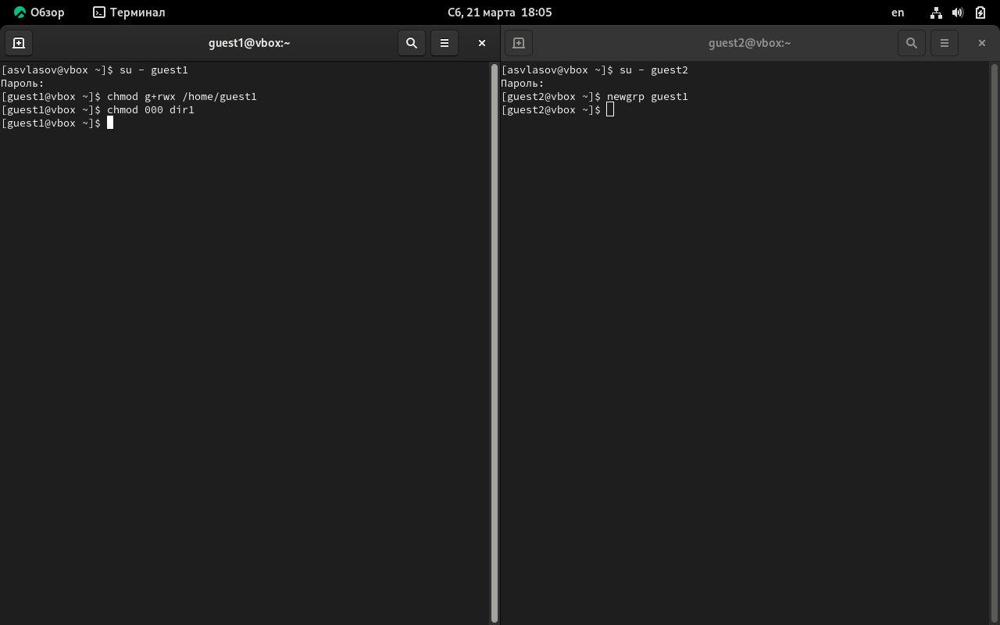 Обзор Терминал Сб, 21 марта 18:05 en
guest1@vbox:~
[asvlasov@vbox ~]$ su - guest1
Пароль:
[guest1@vbox ~]$ chmod g+rwx /home/guest1
[guest1@vbox ~]$ chmod 000 dir1
[guest1@vbox ~]$
guest2@vbox:~
[asvlasov@vbox ~]$ su - guest2
Пароль:
[guest2@vbox ~]$ newgrp guest1
[guest2@vbox ~]$